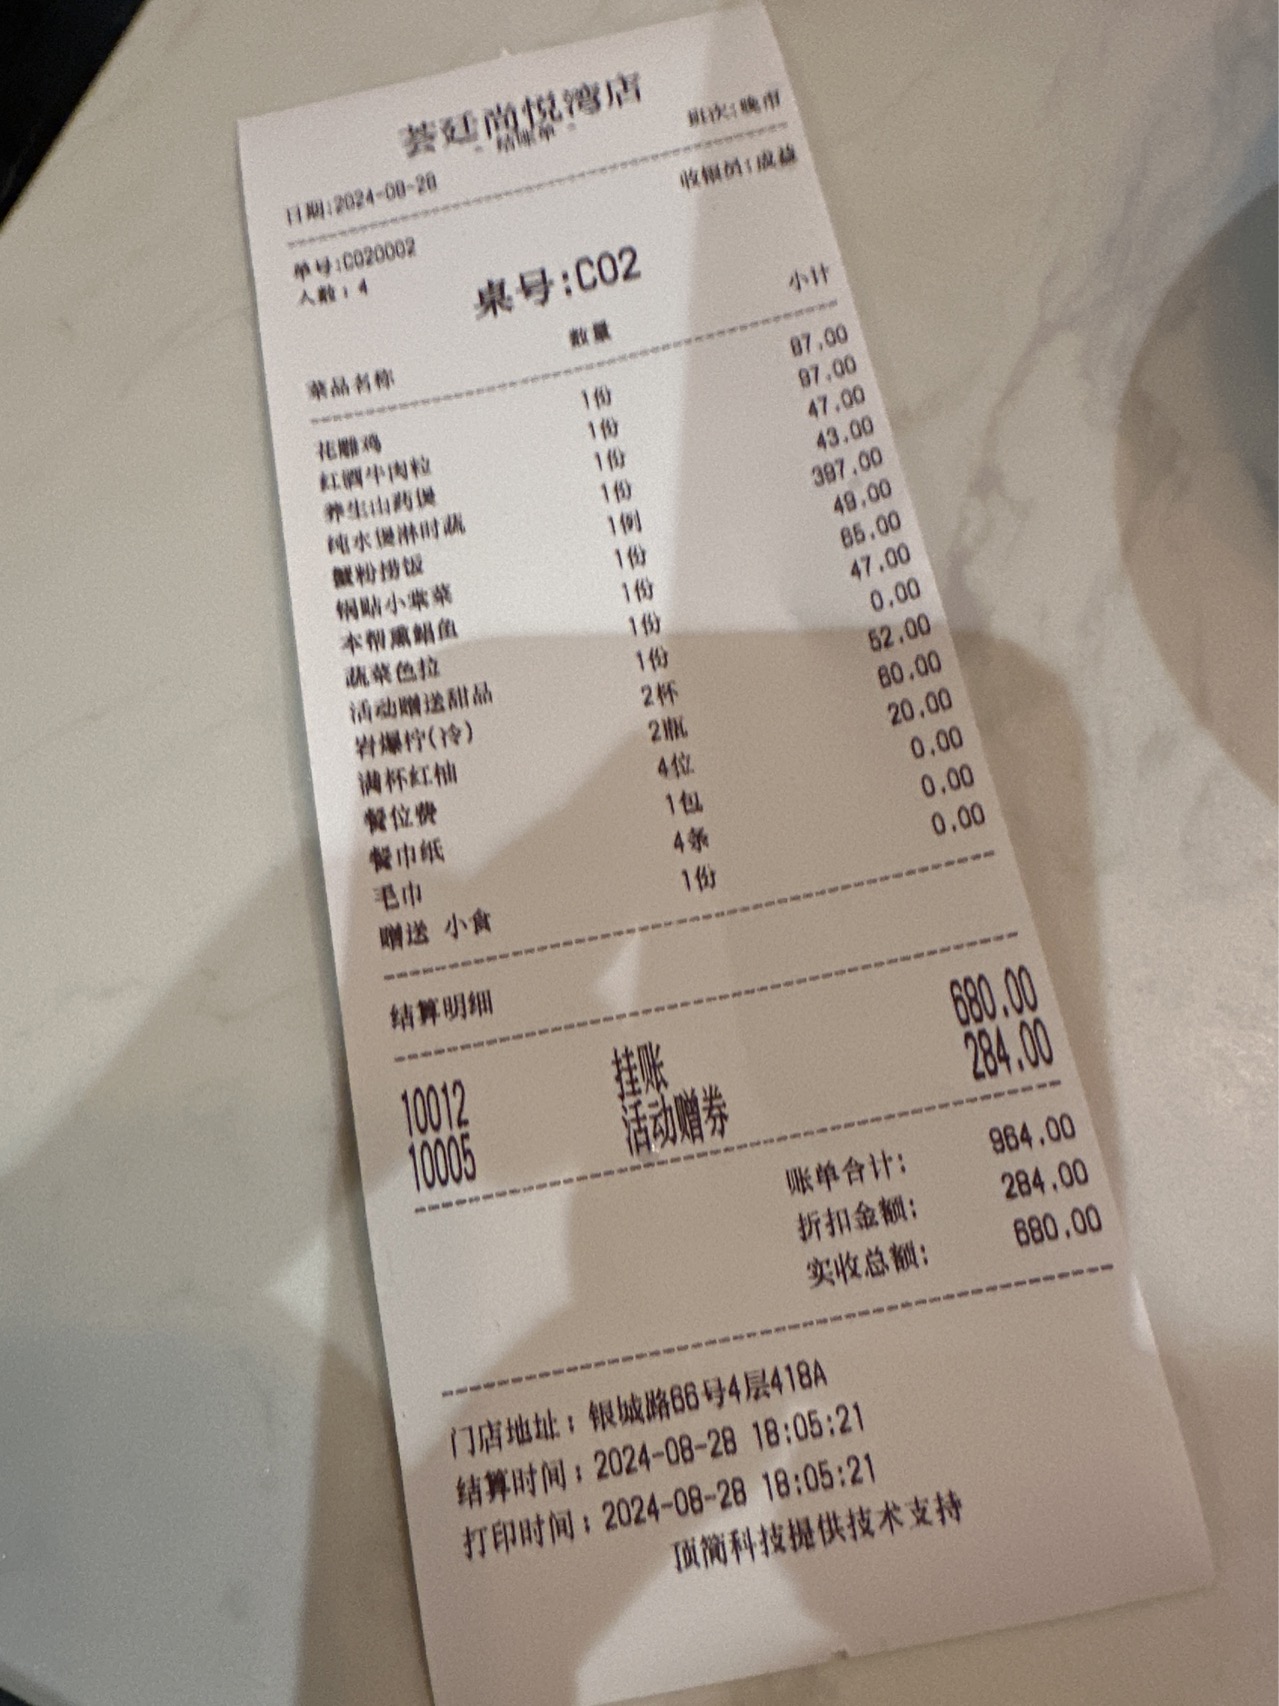 荟廷尚悦湾店
- 结账单 -
日期:2024-08-28 班次:晚市
单号:C020002 收银员:成益
人数:4
桌号:C02
菜品名称 数量 小计
花雕鸡 1份 87.00
红酒牛肉粒 1份 97.00
养生山药煲 1份 47.00
纯水煲淋时蔬 1份 43.00
蟹粉捞饭 1例 397.00
锅贴小棠菜 1份 49.00
本帮熏鲳鱼 1份 65.00
蔬菜色拉 1份 47.00
活动赠送甜品 1份 0.00
岩爆柠(冷) 2杯 52.00
满杯红柚 2瓶 60.00
餐位费 4位 20.00
餐巾纸 1包 0.00
毛巾 4条 0.00
赠送 小食 1份 0.00
结算明细
10012 挂账 680.00
10005 活动赠券 284.00
账单合计: 964.00
折扣金额: 284.00
实收总额: 680.00
门店地址：银城路66号4层418A
结算时间：2024-08-28 18:05:21
打印时间：2024-08-28 18:05:21
顶简科技提供技术支持